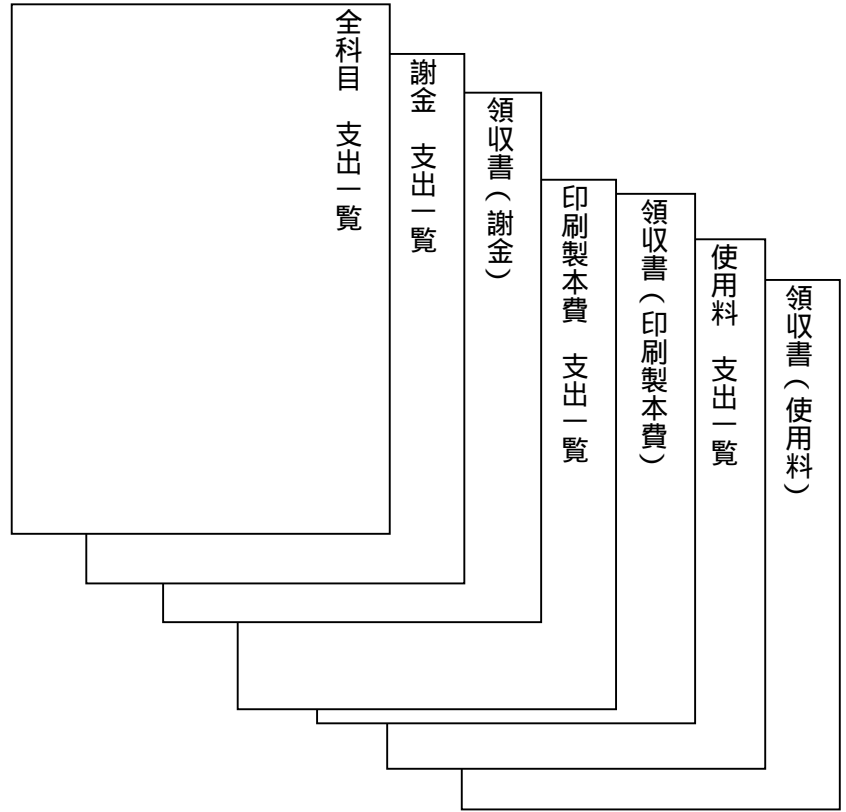 全科目　支出一覧
謝金　支出一覧
領収書（謝金）
印刷製本費　支出一覧
領収書（印刷製本費）
使用料　支出一覧
領収書（使用料）